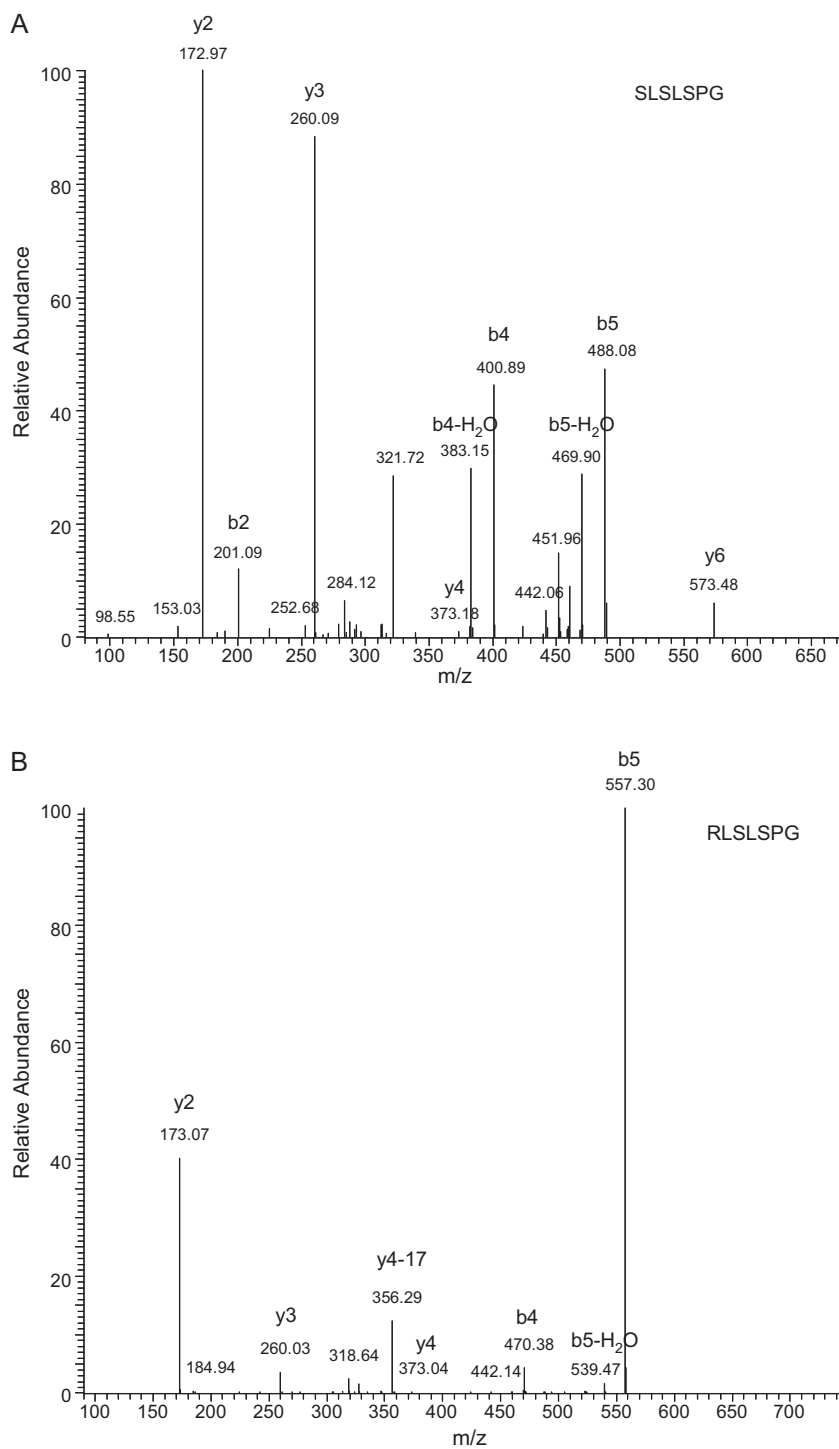 A
SLSLSPG
Relative Abundance
100
80
60
40
20
0
y2
172.97
y3
260.09
b4
400.89
b5
488.08
b4-H2O
383.15
b5-H2O
469.90
321.72
b2
201.09
451.96
y6
573.48
y4
373.18
284.12
442.06
252.68
153.03
98.55
100 150 200 250 300 350 400 450 500 550 600 650
m/z
B
RLSLSPG
Relative Abundance
100
80
60
40
20
0
b5
557.30
y2
173.07
y4-17
356.29
y3
260.03
b4
470.38
b5-H2O
539.47
y4
373.04
318.64
442.14
184.94
100 150 200 250 300 350 400 450 500 550 600 650 700
m/z